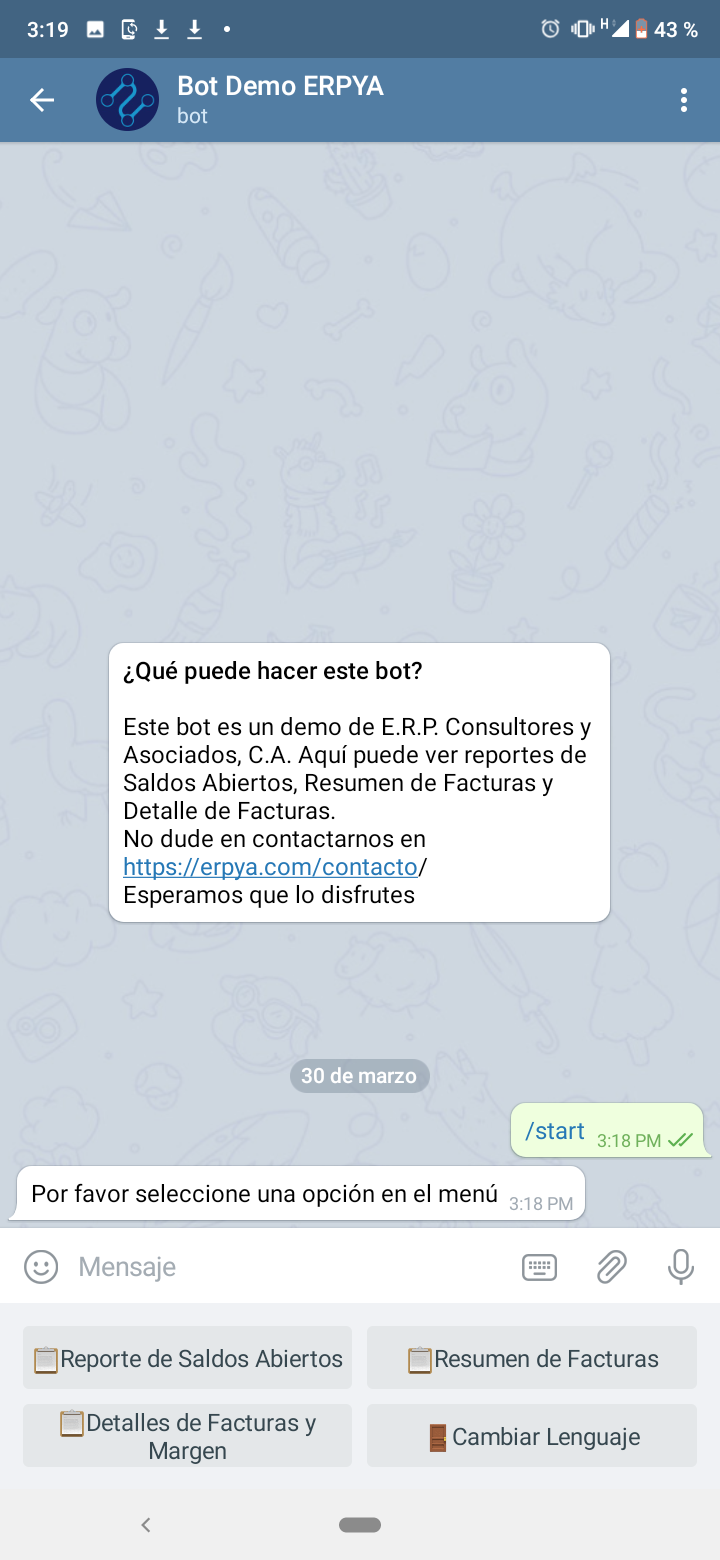 3:19
H
43 %
Bot Demo ERPYA
bot
¿Qué puede hacer este bot?
Este bot es un demo de E.R.P. Consultores y
Asociados, C.A. Aquí puede ver reportes de
Saldos Abiertos, Resumen de Facturas y
Detalle de Facturas.
No dude en contactarnos en
https://erpya.com/contacto/
Esperamos que lo disfrutes
30 de marzo
/start 3:18 PM
Por favor seleccione una opción en el menú 3:18 PM
Mensaje
Reporte de Saldos Abiertos
Resumen de Facturas
Detalles de Facturas y
Margen
Cambiar Lenguaje